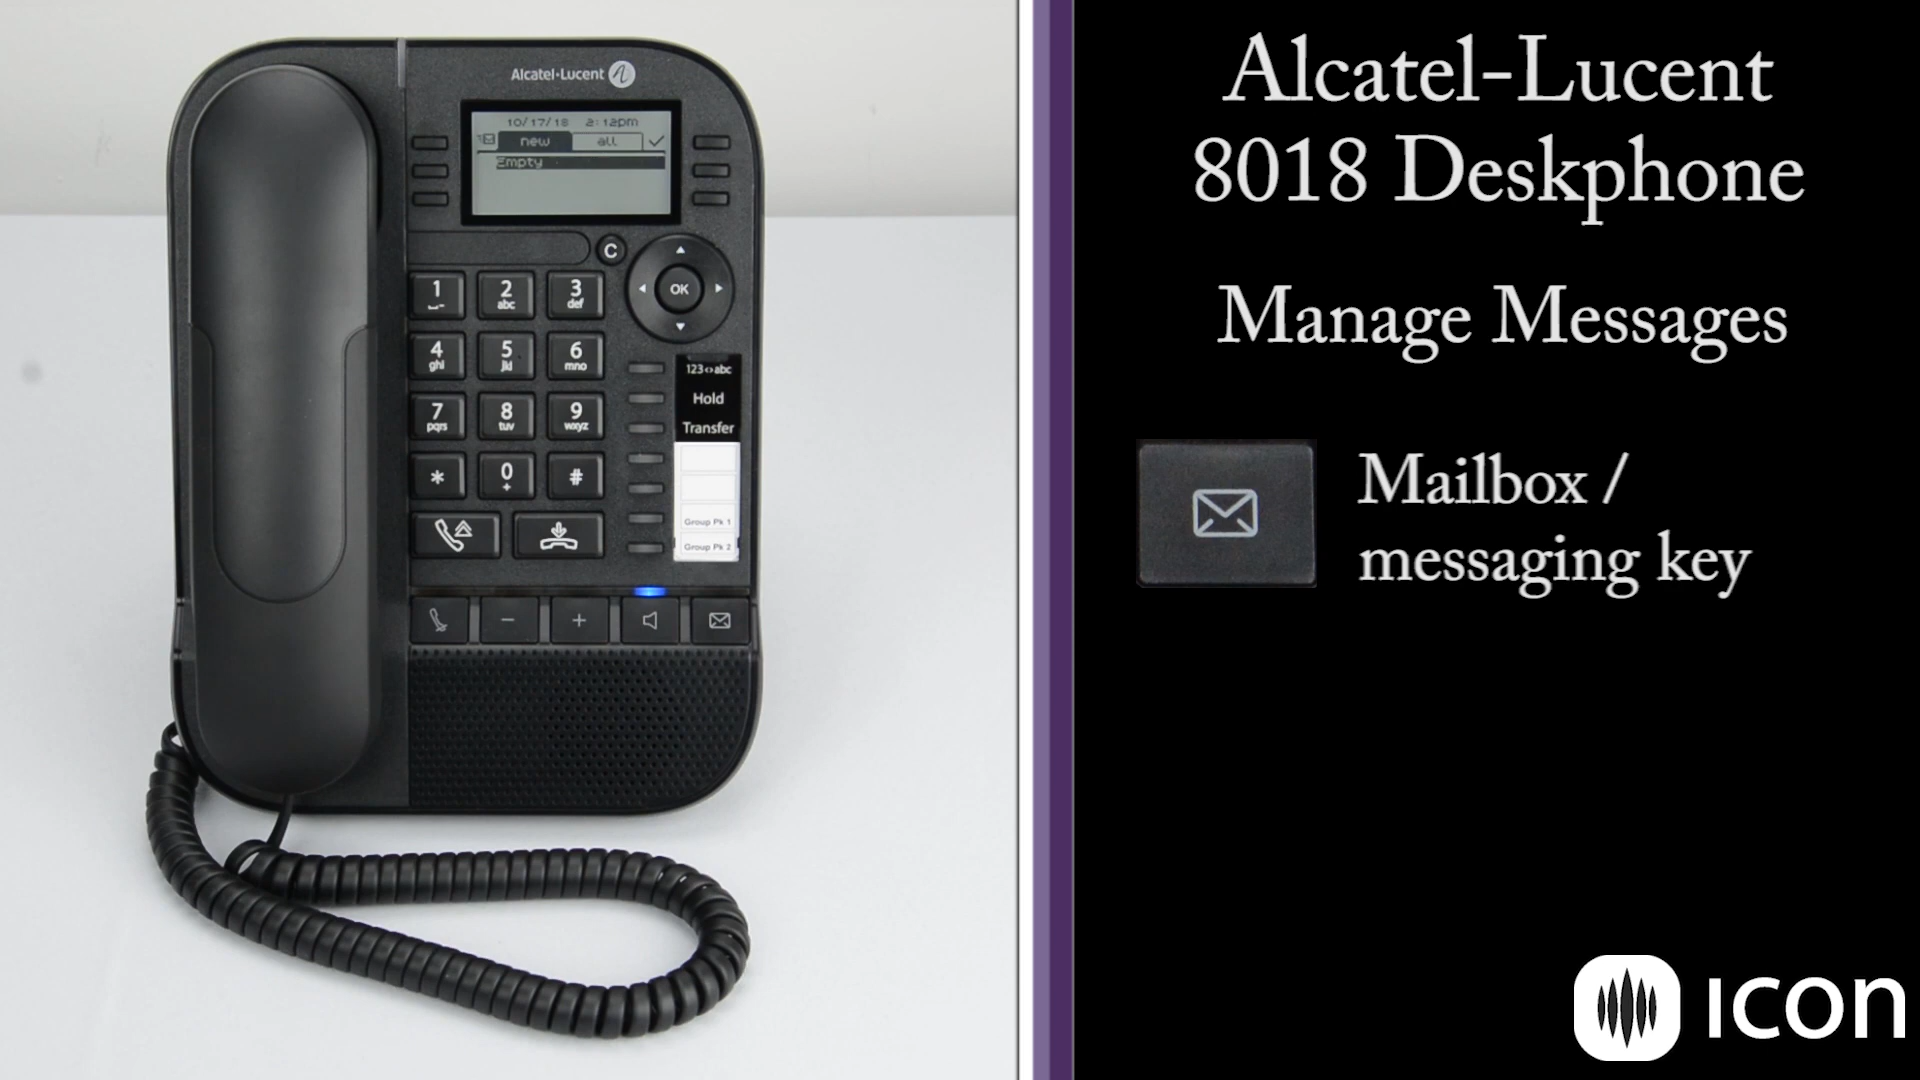 Alcatel·Lucent
10/17/18 2:12pm
new all
Empty
C
OK
1 2 abc 3 def
4 ghi 5 jkl 6 mno
7 pqrs 8 tuv 9 wxyz
* 0 + #
123<>abc
Hold
Transfer
Group Pk 1
Group Pk 2
− +
Alcatel-Lucent
8018 Deskphone
Manage Messages
Mailbox /
messaging key
icon